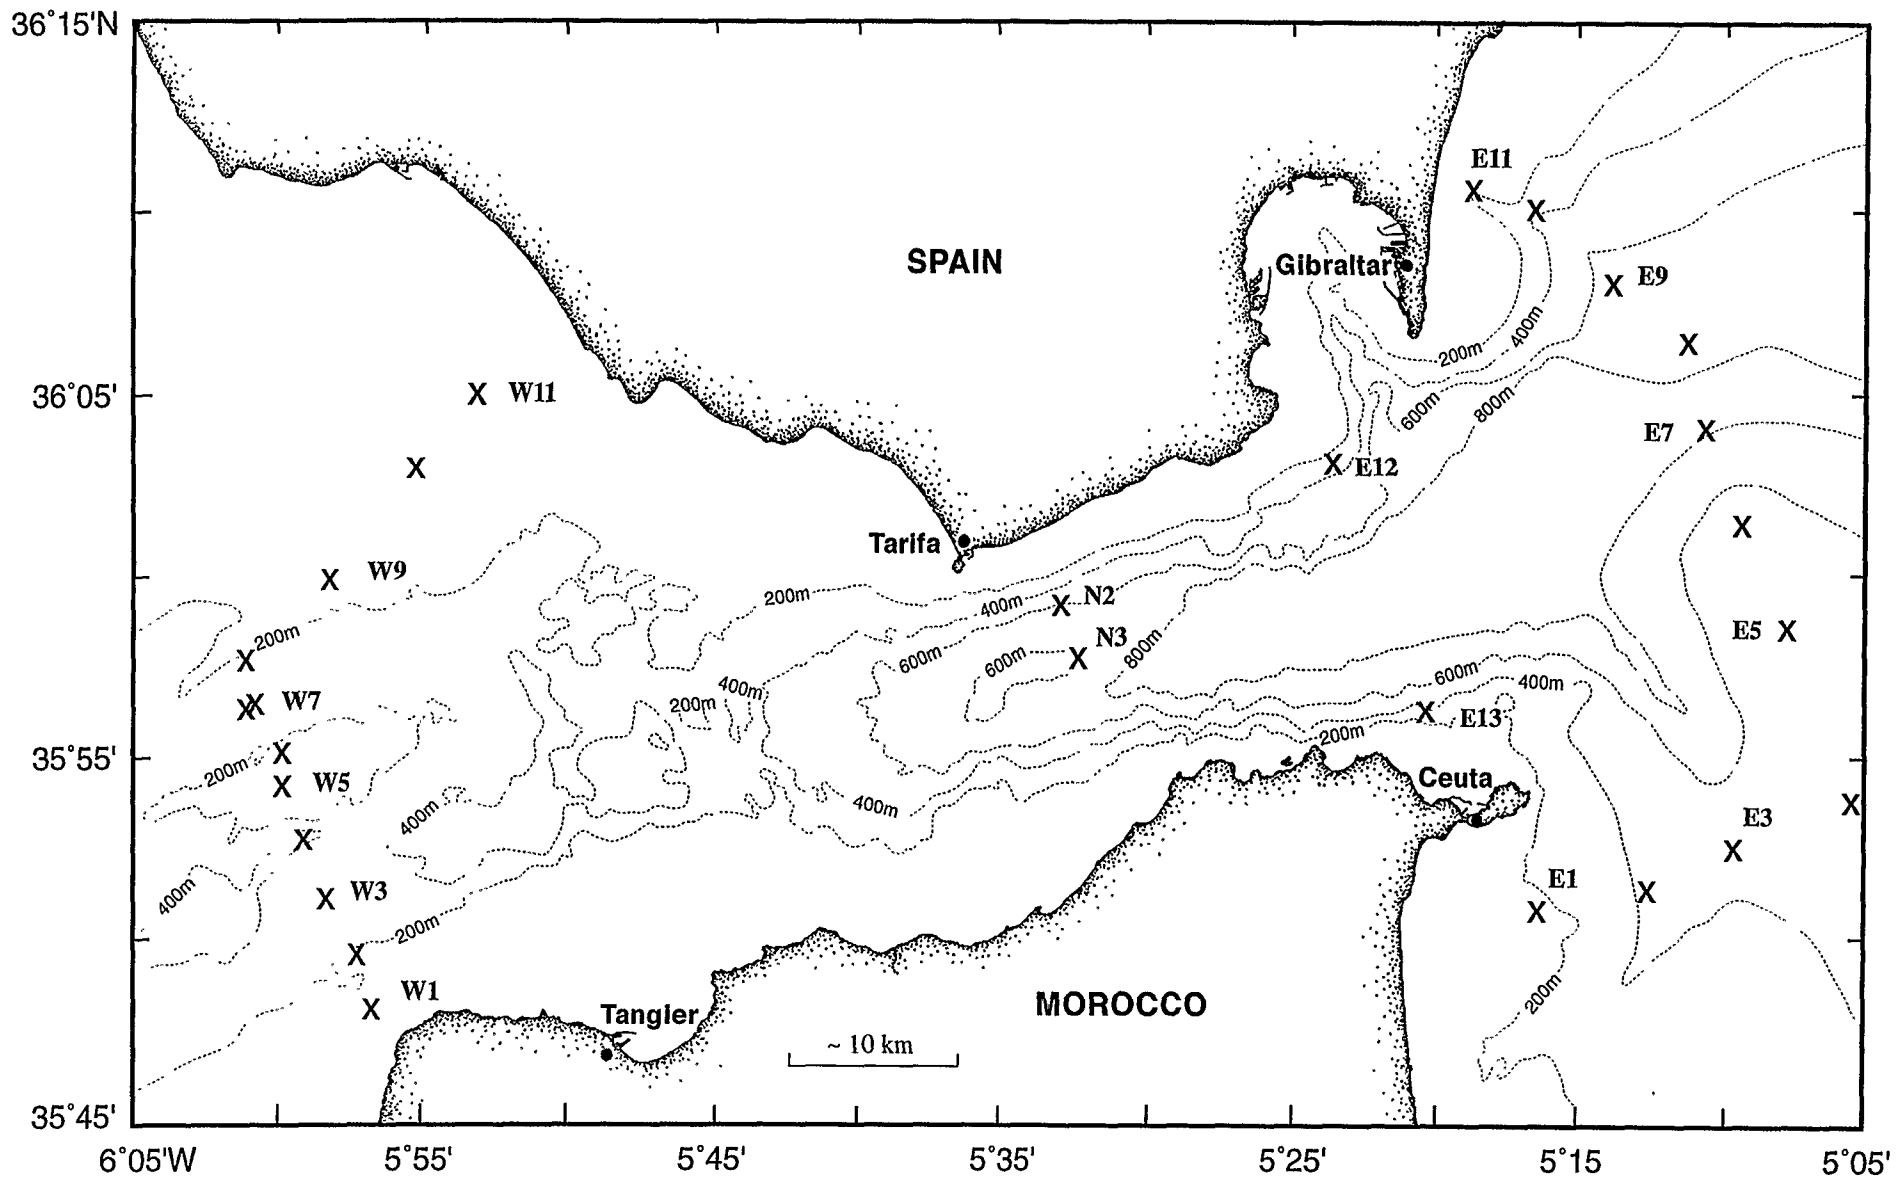 36°15'N
E11
X
X
SPAIN
Gibraltar
X E9
200m
400m
X
36°05'
X W11
600m
800m
E7 X
X
X E12
X
Tarifa
W9
X
200m
400m
X N2
200m
E5 X
X
600m
600m
X N3
800m
600m
400m
400m
200m
XX W7
X E13
200m
35°55'
X
200m
X W5
Ceuta
400m
400m
X
E3
X
X
400m
X W3
E1
X
X
200m
X
200m
W1
X
Tangier
MOROCCO
~ 10 km
35°45'
6°05'W
5°55'
5°45'
5°35'
5°25'
5°15'
5°05'